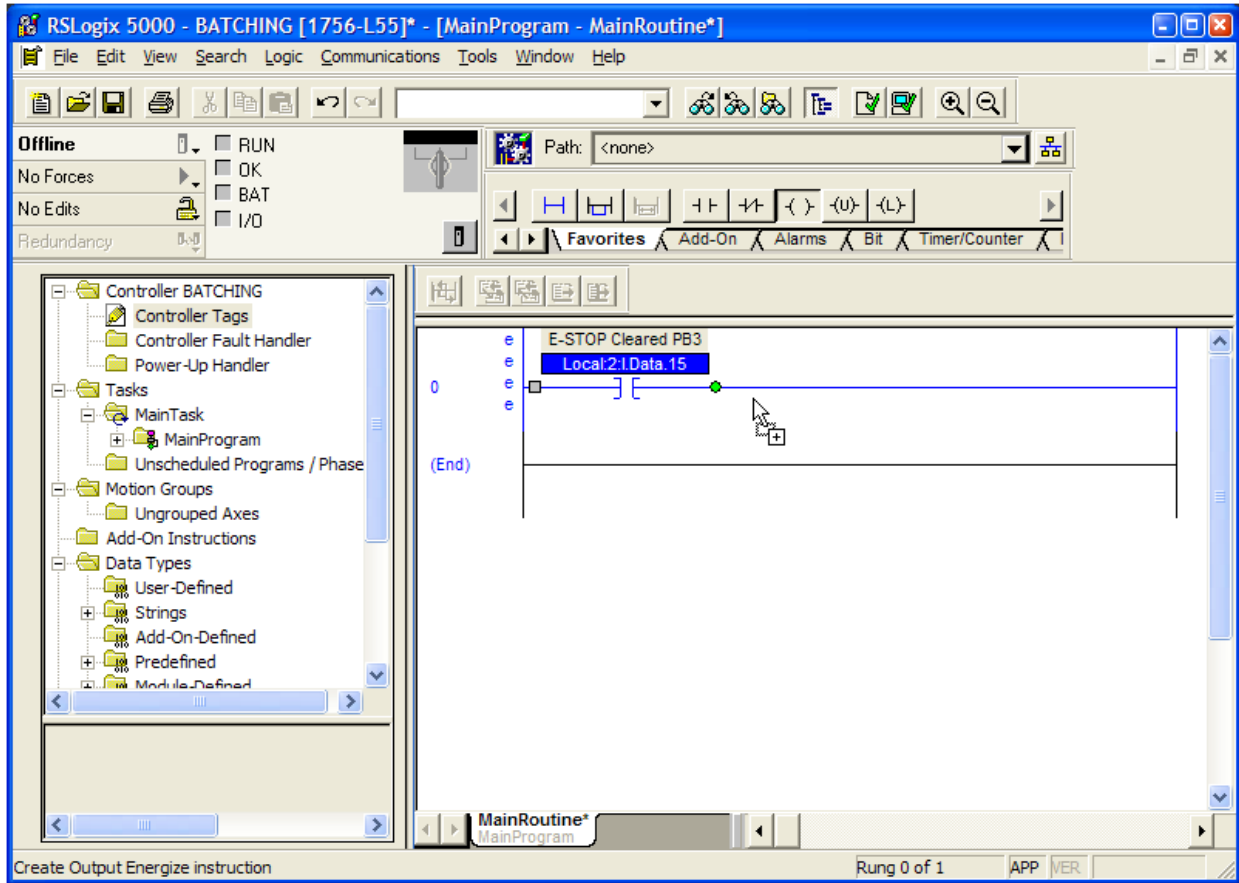 RSLogix 5000 - BATCHING [1756-L55]* - [MainProgram - MainRoutine*]
File Edit View Search Logic Communications Tools Window Help
Offline
RUN
No Forces
OK
No Edits
BAT
Redundancy
I/O
Path: <none>
Favorites Add-On Alarms Bit Timer/Counter
Controller BATCHING
Controller Tags
Controller Fault Handler
Power-Up Handler
Tasks
MainTask
MainProgram
Unscheduled Programs / Phase
Motion Groups
Ungrouped Axes
Add-On Instructions
Data Types
User-Defined
Strings
Add-On-Defined
Predefined
Module-Defined
e E-STOP Cleared PB3
e Local:2:I.Data.15
0 e
e
(End)
MainRoutine*
MainProgram
Create Output Energize instruction
Rung 0 of 1
APP VER